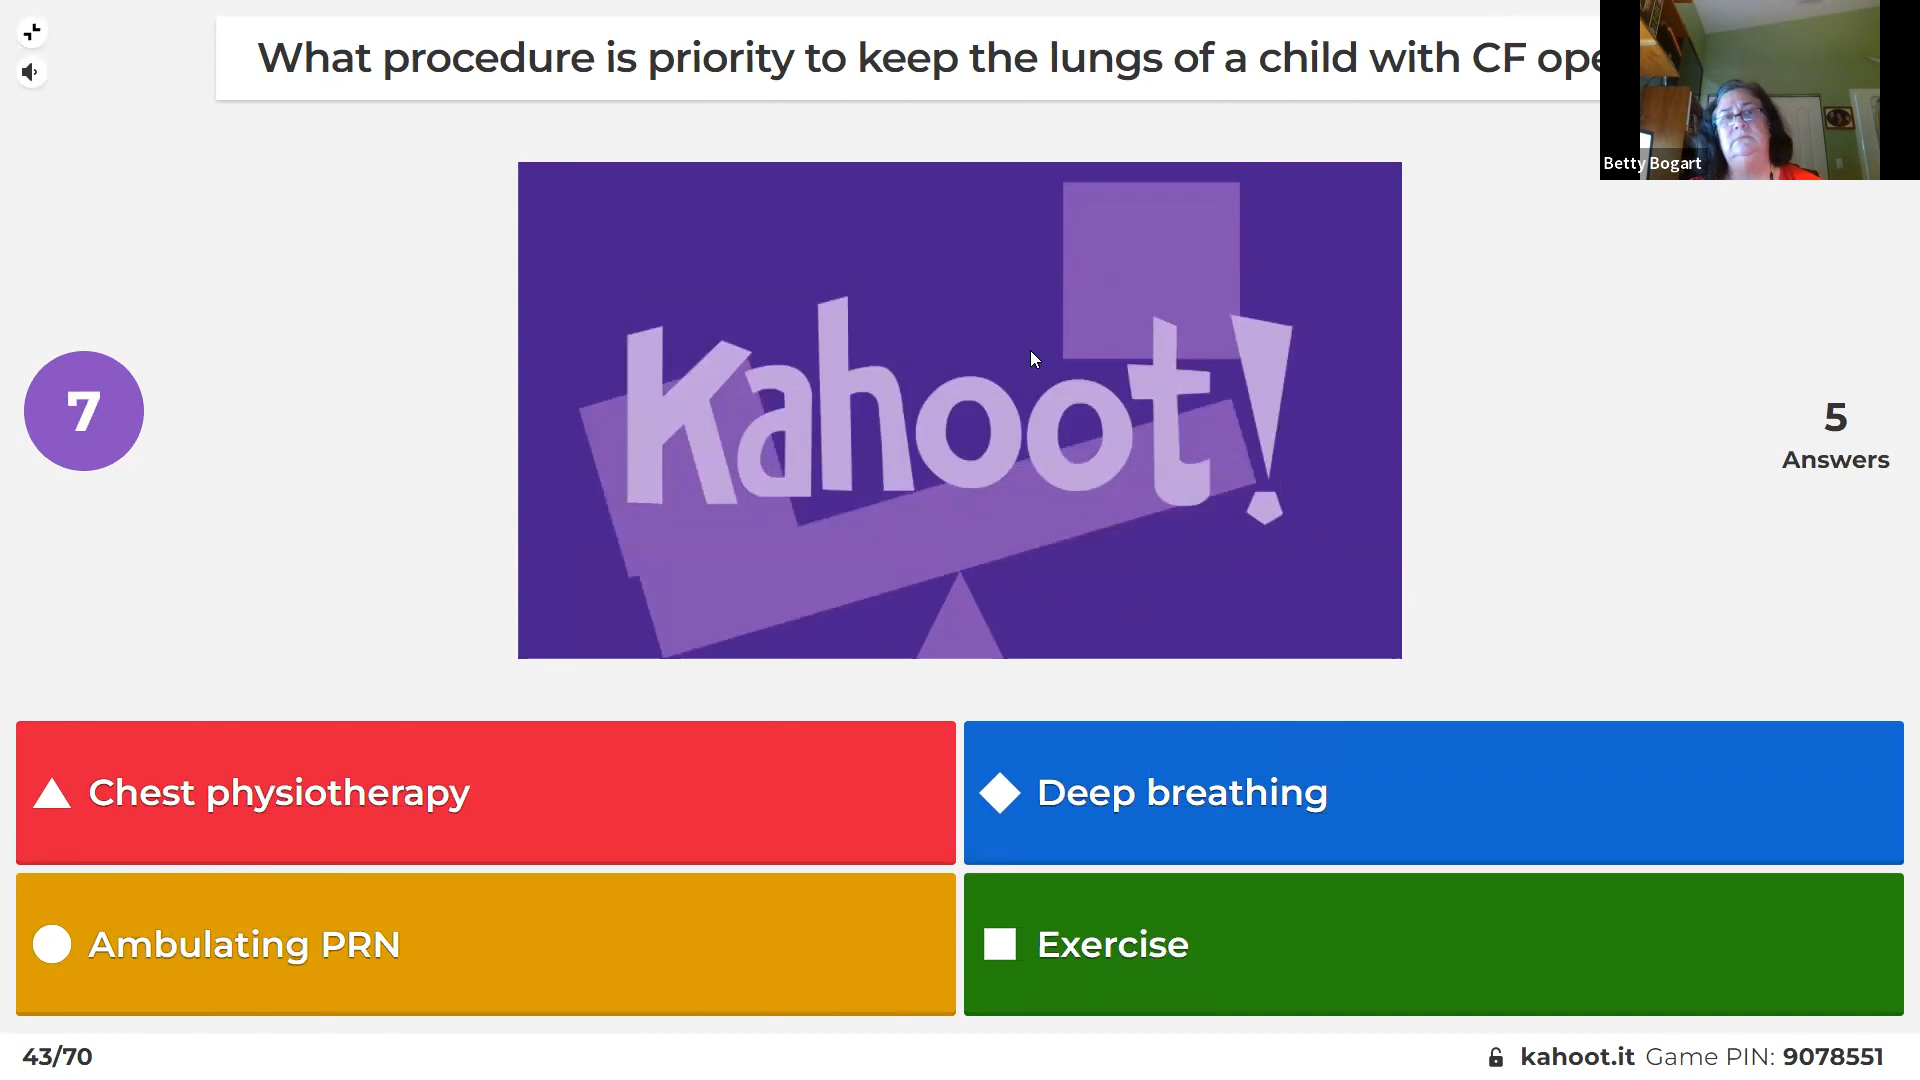 What procedure is priority to keep the lungs of a child with CF ope
Betty Bogart
Kahoot!
7
5
Answers
Chest physiotherapy
Deep breathing
Ambulating PRN
Exercise
43/70
kahoot.it Game PIN: 9078551